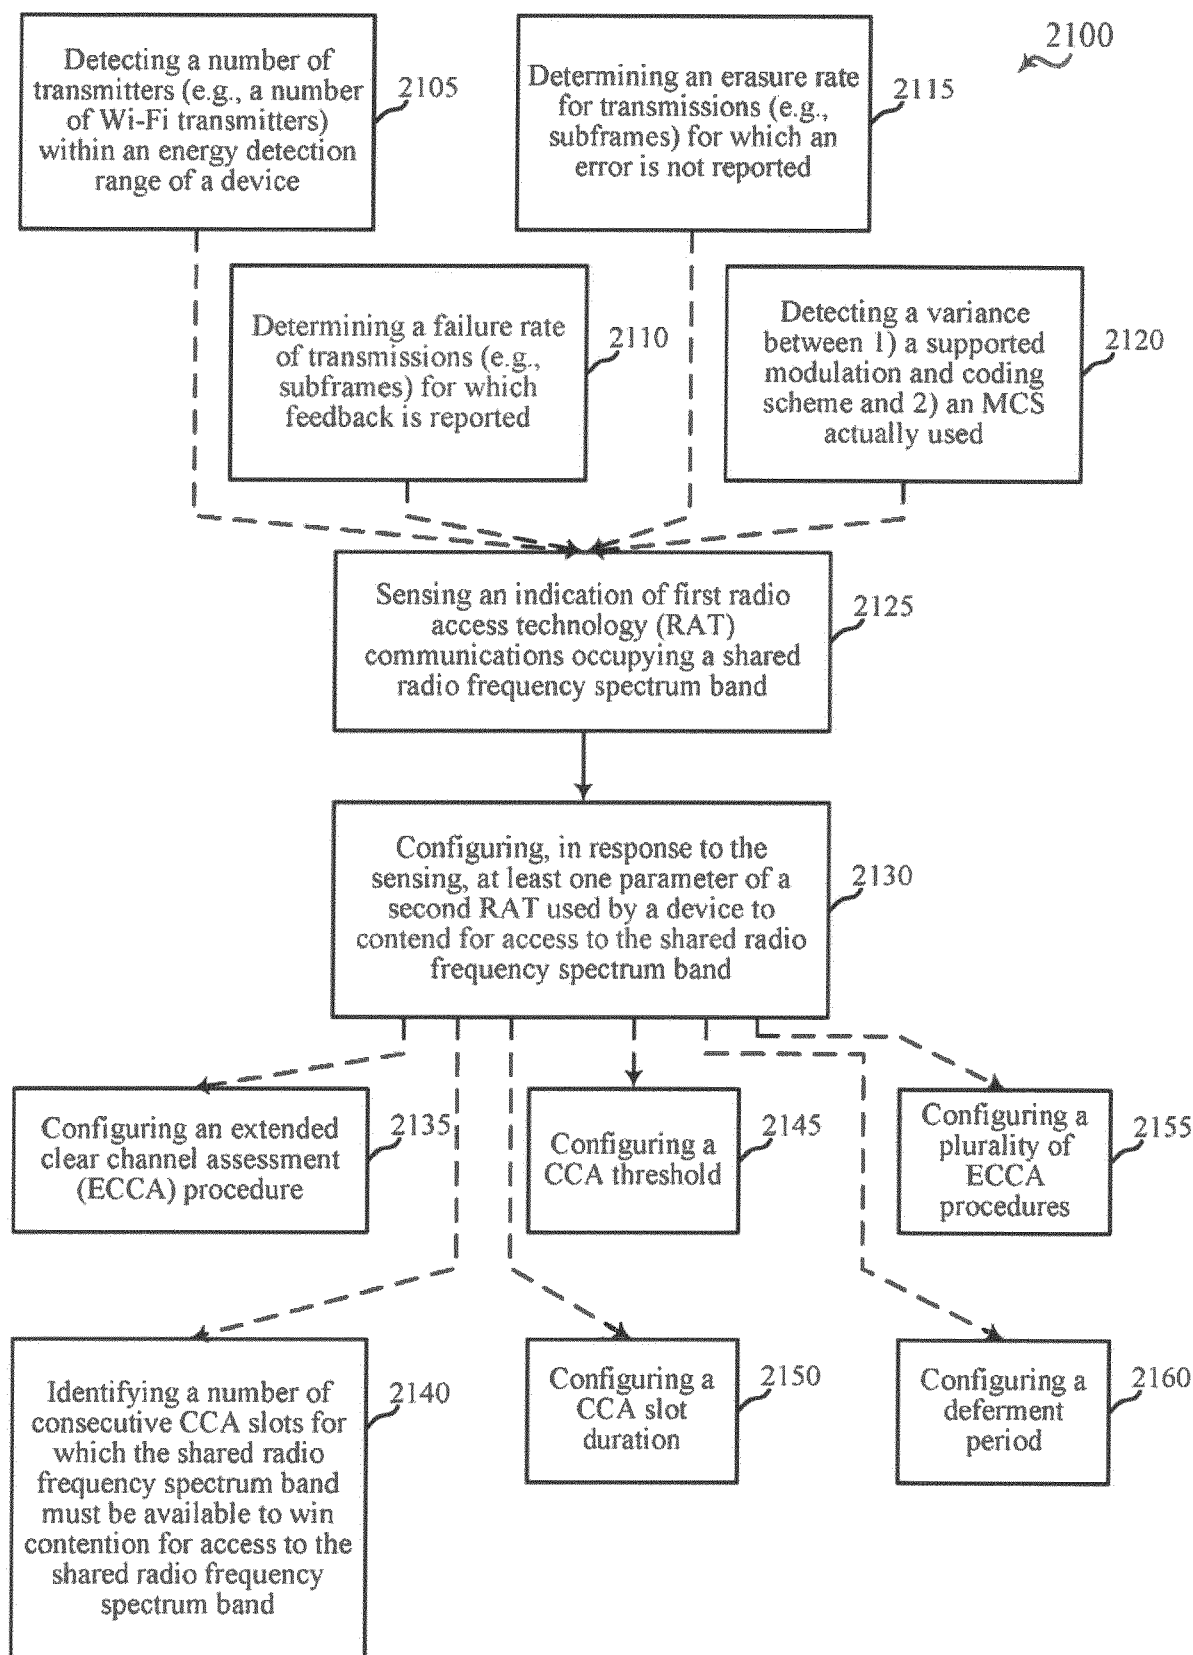 2100
Detecting a number of
transmitters (e.g., a number
of Wi-Fi transmitters)
within an energy detection
range of a device
2105
Determining an erasure rate
for transmissions (e.g.,
subframes) for which an
error is not reported
2115
Determining a failure rate
of transmissions (e.g.,
subframes) for which
feedback is reported
2110
Detecting a variance
between 1) a supported
modulation and coding
scheme and 2) an MCS
actually used
2120
Sensing an indication of first radio
access technology (RAT)
communications occupying a shared
radio frequency spectrum band
2125
Configuring, in response to the
sensing, at least one parameter of a
second RAT used by a device to
contend for access to the shared radio
frequency spectrum band
2130
Configuring an extended
clear channel assessment
(ECCA) procedure
2135
Configuring a
CCA threshold
2145
Configuring a
plurality of
ECCA
procedures
2155
Identifying a number of
consecutive CCA slots for
which the shared radio
frequency spectrum band
must be available to win
contention for access to the
shared radio frequency
spectrum band
2140
Configuring a
CCA slot
duration
2150
Configuring a
deferment
period
2160